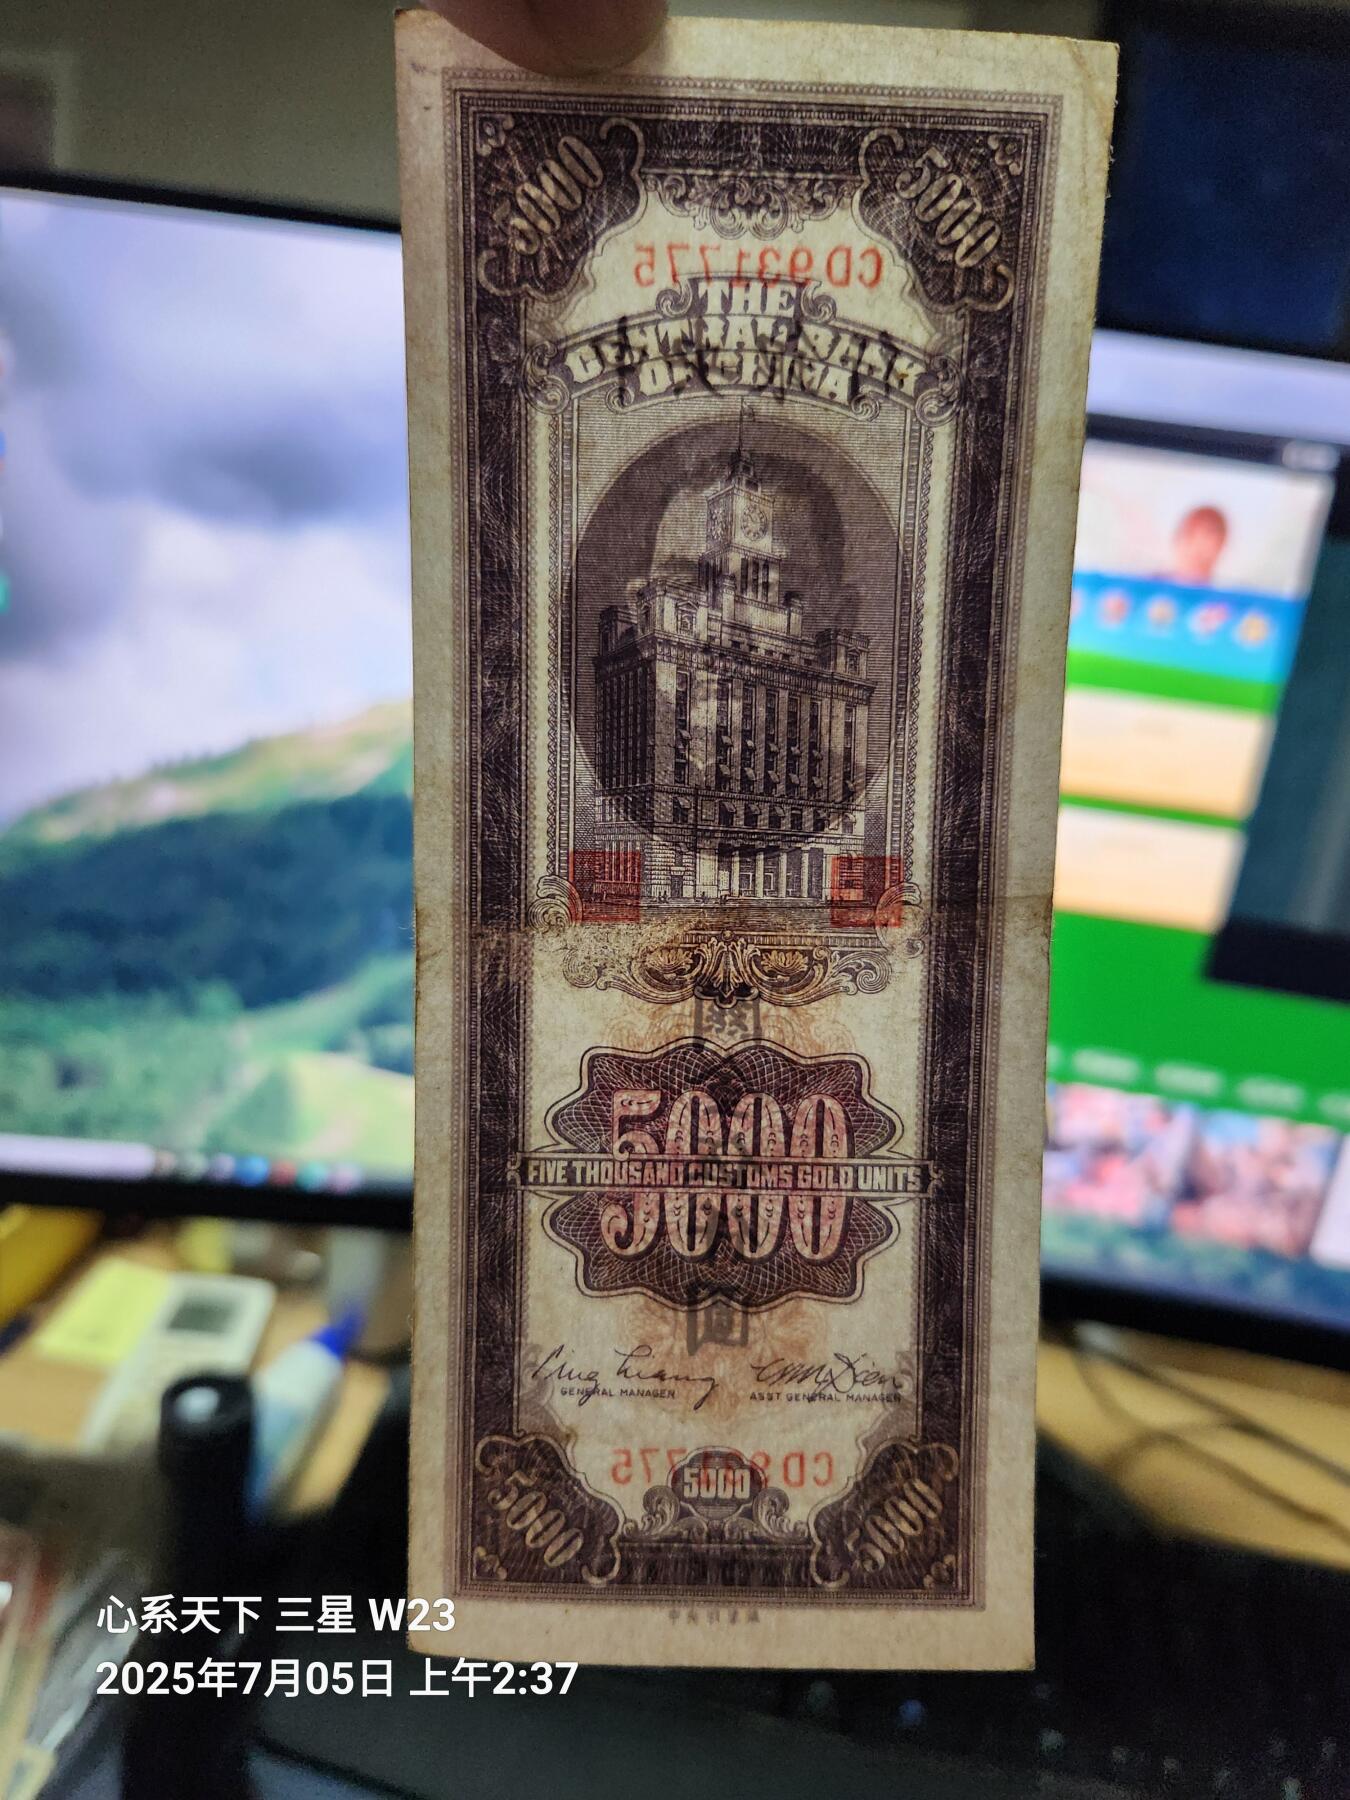 5000 5000
CD931775
THE
CENTRAL BANK
OF CHINA
5000
FIVE THOUSAND CUSTOMS GOLD UNITS
GENERAL MANAGER ASST GENERAL MANAGER
5000
5000 5000
心系天下 三星 W23
2025年7月05日 上午2:37